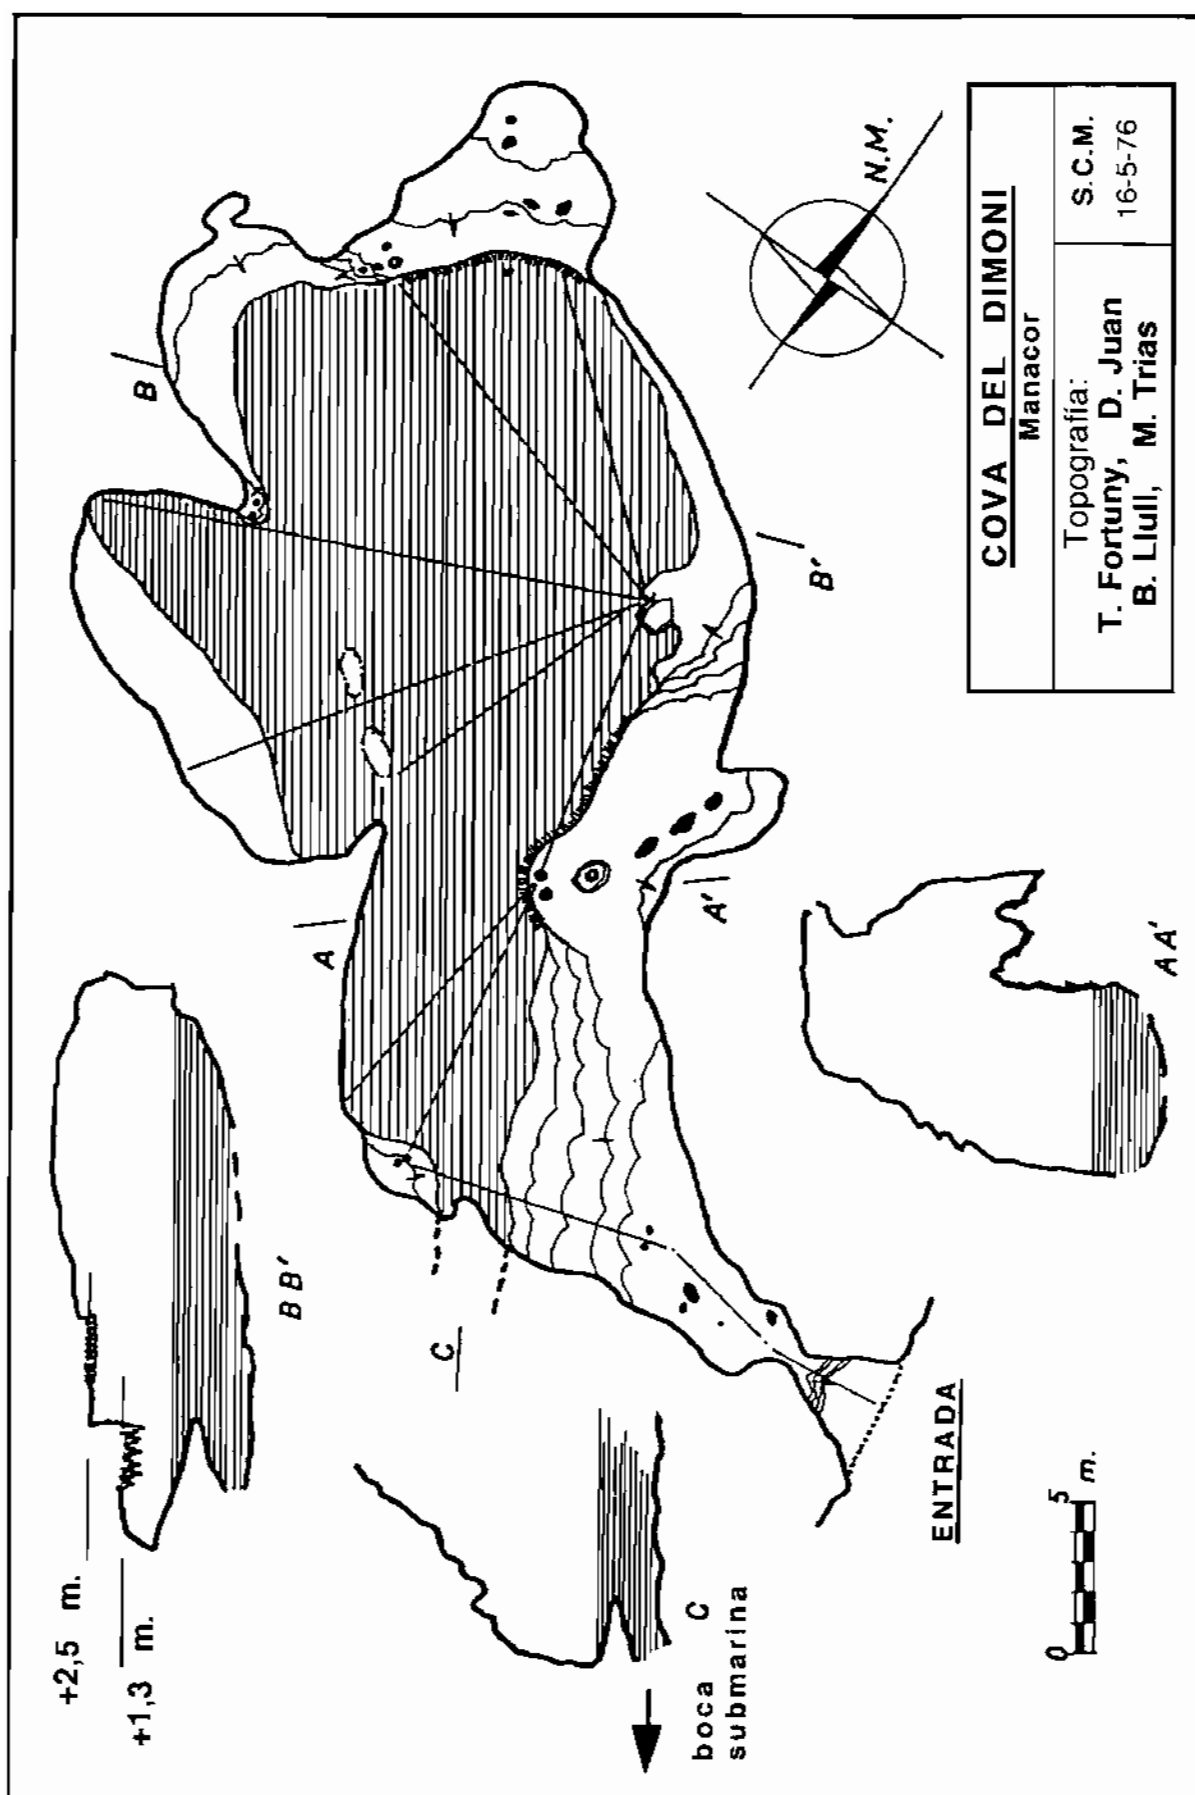 COVA DEL DIMONI
Manacor
Topografía:
T. Fortuny, D. Juan
B. Llull, M. Trias
S.C.M.
16-5-76
N.M.
B
B'
A
A'
C
ENTRADA
+2,5 m.
+1,3 m.
B B'
A A'
C
boca
submarina
0 5 m.